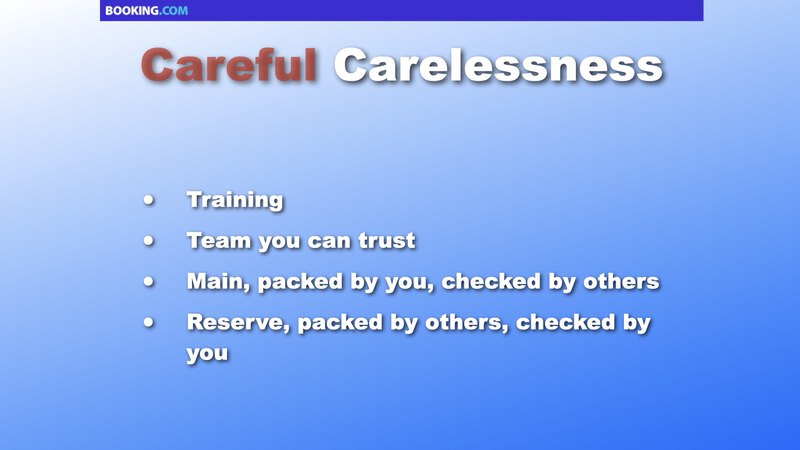 BOOKING.COM
Careful Carelessness
• Training
• Team you can trust
• Main, packed by you, checked by others
• Reserve, packed by others, checked by
you